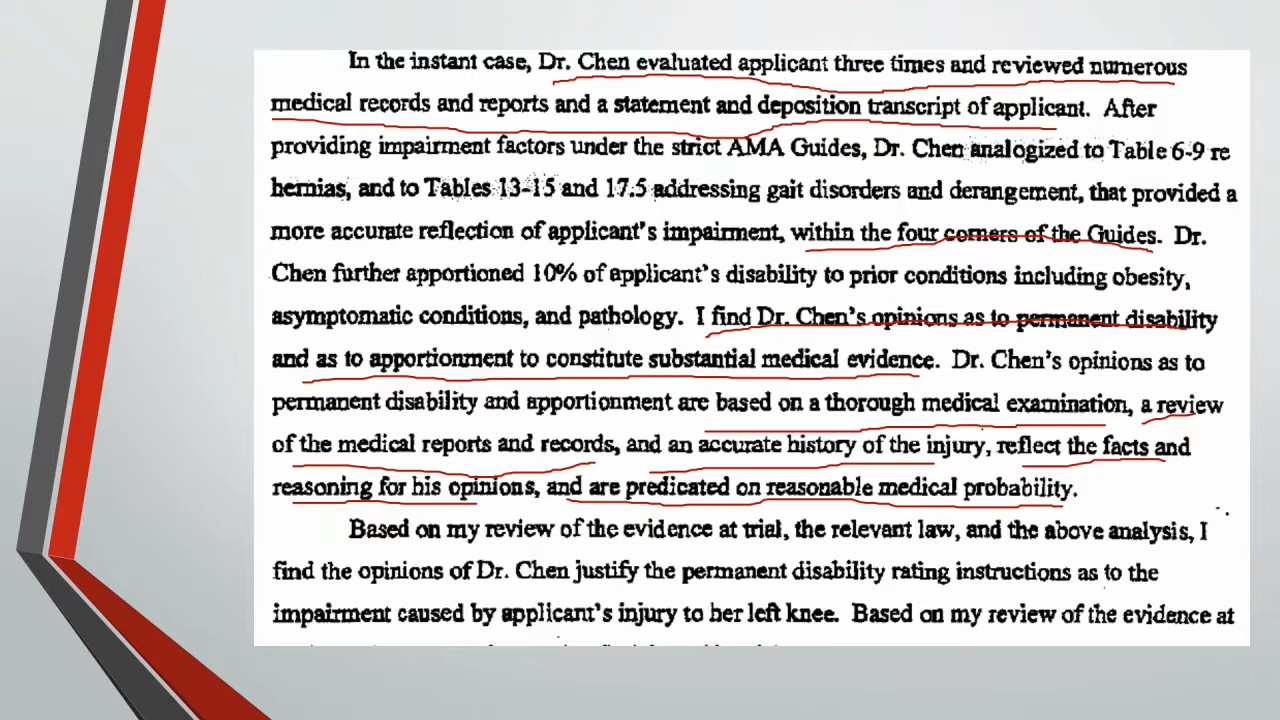 In the instant case, Dr. Chen evaluated applicant three times and reviewed numerous
medical records and reports and a statement and deposition transcript of applicant. After
providing impairment factors under the strict AMA Guides, Dr. Chen analogized to Table 6-9 re
hernias, and to Tables 13-15 and 17.5 addressing gait disorders and derangement, that provided a
more accurate reflection of applicant's impairment, within the four corners of the Guides. Dr.
Chen further apportioned 10% of applicant's disability to prior conditions including obesity,
asymptomatic conditions, and pathology. I find Dr. Chen's opinions as to permanent disability
and as to apportionment to constitute substantial medical evidence. Dr. Chen's opinions as to
permanent disability and apportionment are based on a thorough medical examination, a review
of the medical reports and records, and an accurate history of the injury, reflect the facts and
reasoning for his opinions, and are predicated on reasonable medical probability.
Based on my review of the evidence at trial, the relevant law, and the above analysis, I
find the opinions of Dr. Chen justify the permanent disability rating instructions as to the
impairment caused by applicant's injury to her left knee. Based on my review of the evidence at